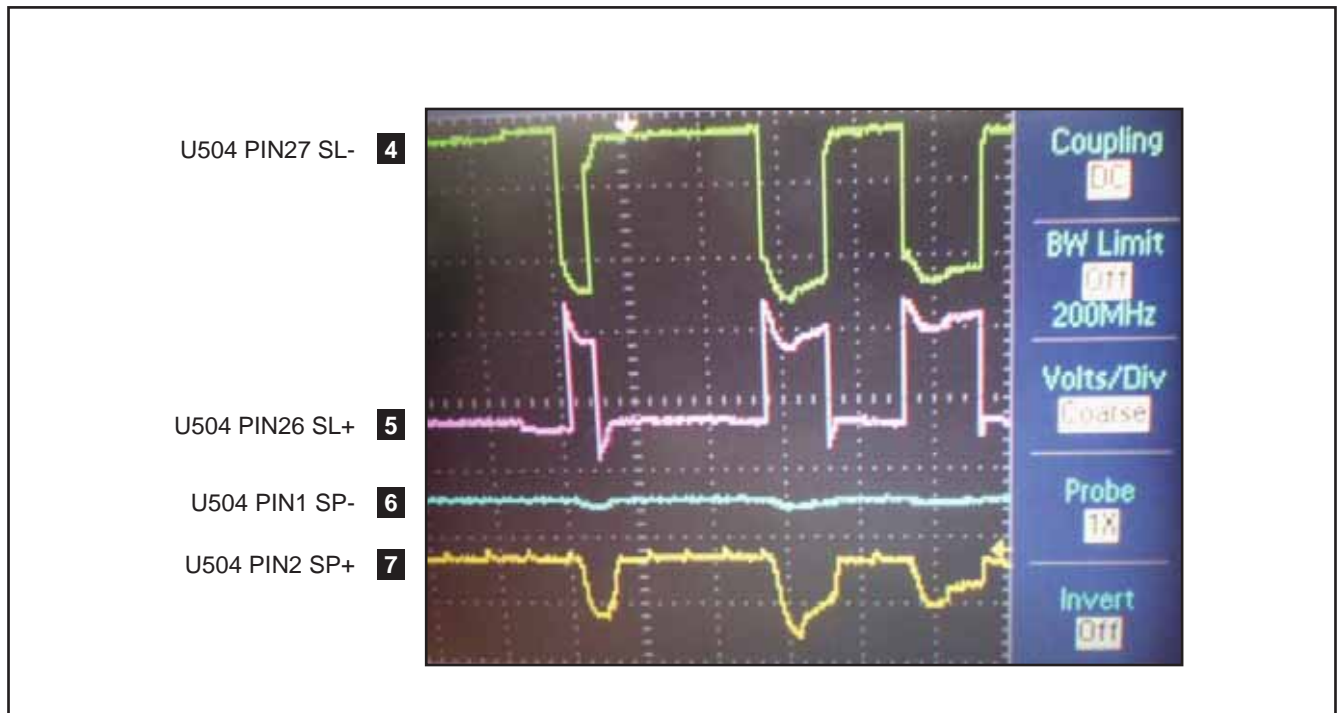 U504 PIN27 SL- 4
U504 PIN26 SL+ 5
U504 PIN1 SP- 6
U504 PIN2 SP+ 7
Coupling
DC
BW Limit
Off
200MHz
Volts/Div
Coarse
Probe
1X
Invert
Off